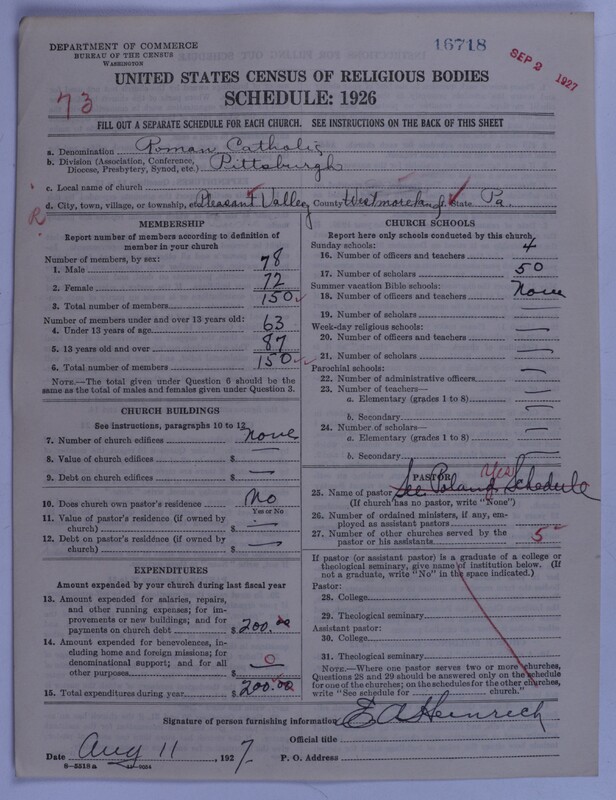 DEPARTMENT OF COMMERCE
BUREAU OF THE CENSUS
WASHINGTON
16718
SEP 2 1927
UNITED STATES CENSUS OF RELIGIOUS BODIES
SCHEDULE: 1926
73
FILL OUT A SEPARATE SCHEDULE FOR EACH CHURCH. SEE INSTRUCTIONS ON THE BACK OF THIS SHEET
a. Denomination Roman Catholic
b. Division (Association, Conference, Diocese, Presbytery, Synod, etc.) Pittsburgh
c. Local name of church
R
d. City, town, village, or township, etc. Pleasant Valley County Westmoreland State Pa.
MEMBERSHIP
Report number of members according to definition of
member in your church
Number of members, by sex:
1. Male 78
2. Female 72
3. Total number of members 150
Number of members under and over 13 years old:
4. Under 13 years of age 63
5. 13 years old and over 87
6. Total number of members 150
NOTE.—The total given under Question 6 should be
the same as the total of males and females given under Question 3.
CHURCH BUILDINGS
See instructions, paragraphs 10 to 12
7. Number of church edifices none
8. Value of church edifices $ —
9. Debt on church edifices $ —
10. Does church own pastor's residence No
Yes or No
11. Value of pastor's residence (if owned by
church) $ —
12. Debt on pastor's residence (if owned by
church) $ —
EXPENDITURES
Amount expended by your church during last fiscal year
13. Amount expended for salaries, repairs,
and other running expenses; for im-
provements or new buildings; and for
payments on church debt $ 200.00
14. Amount expended for benevolences, in-
cluding home and foreign missions; for
denominational support; and for all
other purposes $ 0
15. Total expenditures during year $ 200.00
CHURCH SCHOOLS
Report here only schools conducted by this church
Sunday schools:
16. Number of officers and teachers 4
17. Number of scholars 50
Summer vacation Bible schools:
18. Number of officers and teachers none
19. Number of scholars —
Week-day religious schools:
20. Number of officers and teachers —
21. Number of scholars —
Parochial schools:
22. Number of administrative officers —
23. Number of teachers—
a. Elementary (grades 1 to 8) —
b. Secondary —
24. Number of scholars—
a. Elementary (grades 1 to 8) —
b. Secondary —
PASTOR
yes
25. Name of pastor See Poland Schedule
(If church has no pastor, write "None")
26. Number of ordained ministers, if any, em-
ployed as assistant pastors
27. Number of other churches served by the
pastor or his assistants 5
If pastor (or assistant pastor) is a graduate of a college or
theological seminary, give name of institution below. (If
not a graduate, write "No" in the space indicated.)
Pastor:
28. College
29. Theological seminary
Assistant pastor:
30. College
31. Theological seminary
NOTE.—Where one pastor serves two or more churches,
Questions 28 and 29 should be answered only on the schedule
for one of the churches; on the schedules for the other churches,
write "See schedule for church."
Signature of person furnishing information E A Heinrich
Official title
Date Aug 11, 1927. P. O. Address
8-5318a